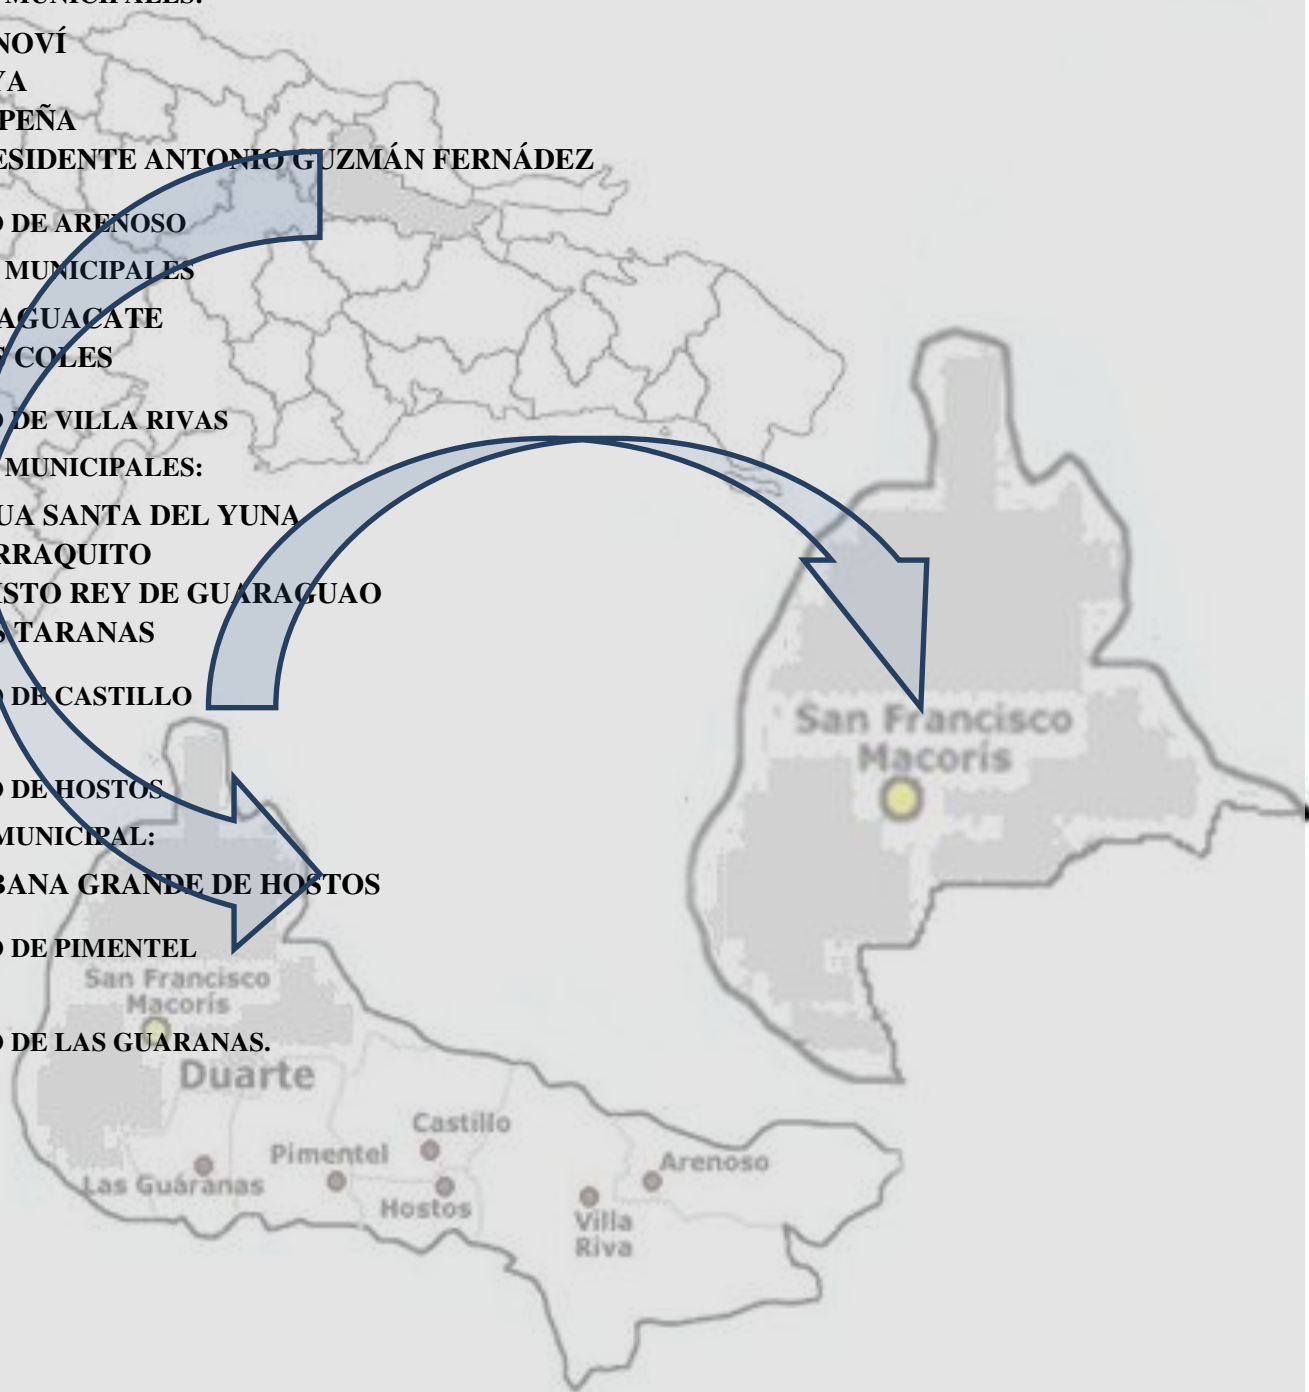 MUNICIPALES:
NOVÍ
YA
PEÑA
ESIDENTE ANTONIO GUZMÁN FERNÁDEZ
O DE ARENOSO
MUNICIPALES
AGUACATE
COLES
O DE VILLA RIVAS
MUNICIPALES:
UA SANTA DEL YUNA
RRAQUITO
ISTO REY DE GUARAGUAO
S TARANAS
O DE CASTILLO
O DE HOSTOS
MUNICIPAL:
BANA GRANDE DE HOSTOS
O DE PIMENTEL
O DE LAS GUARANAS.
San Francisco
Macorís
San Francisco
Macorís
Duarte
Castillo
Pimentel
Arenoso
Las Guáranas
Hostos
Villa
Riva